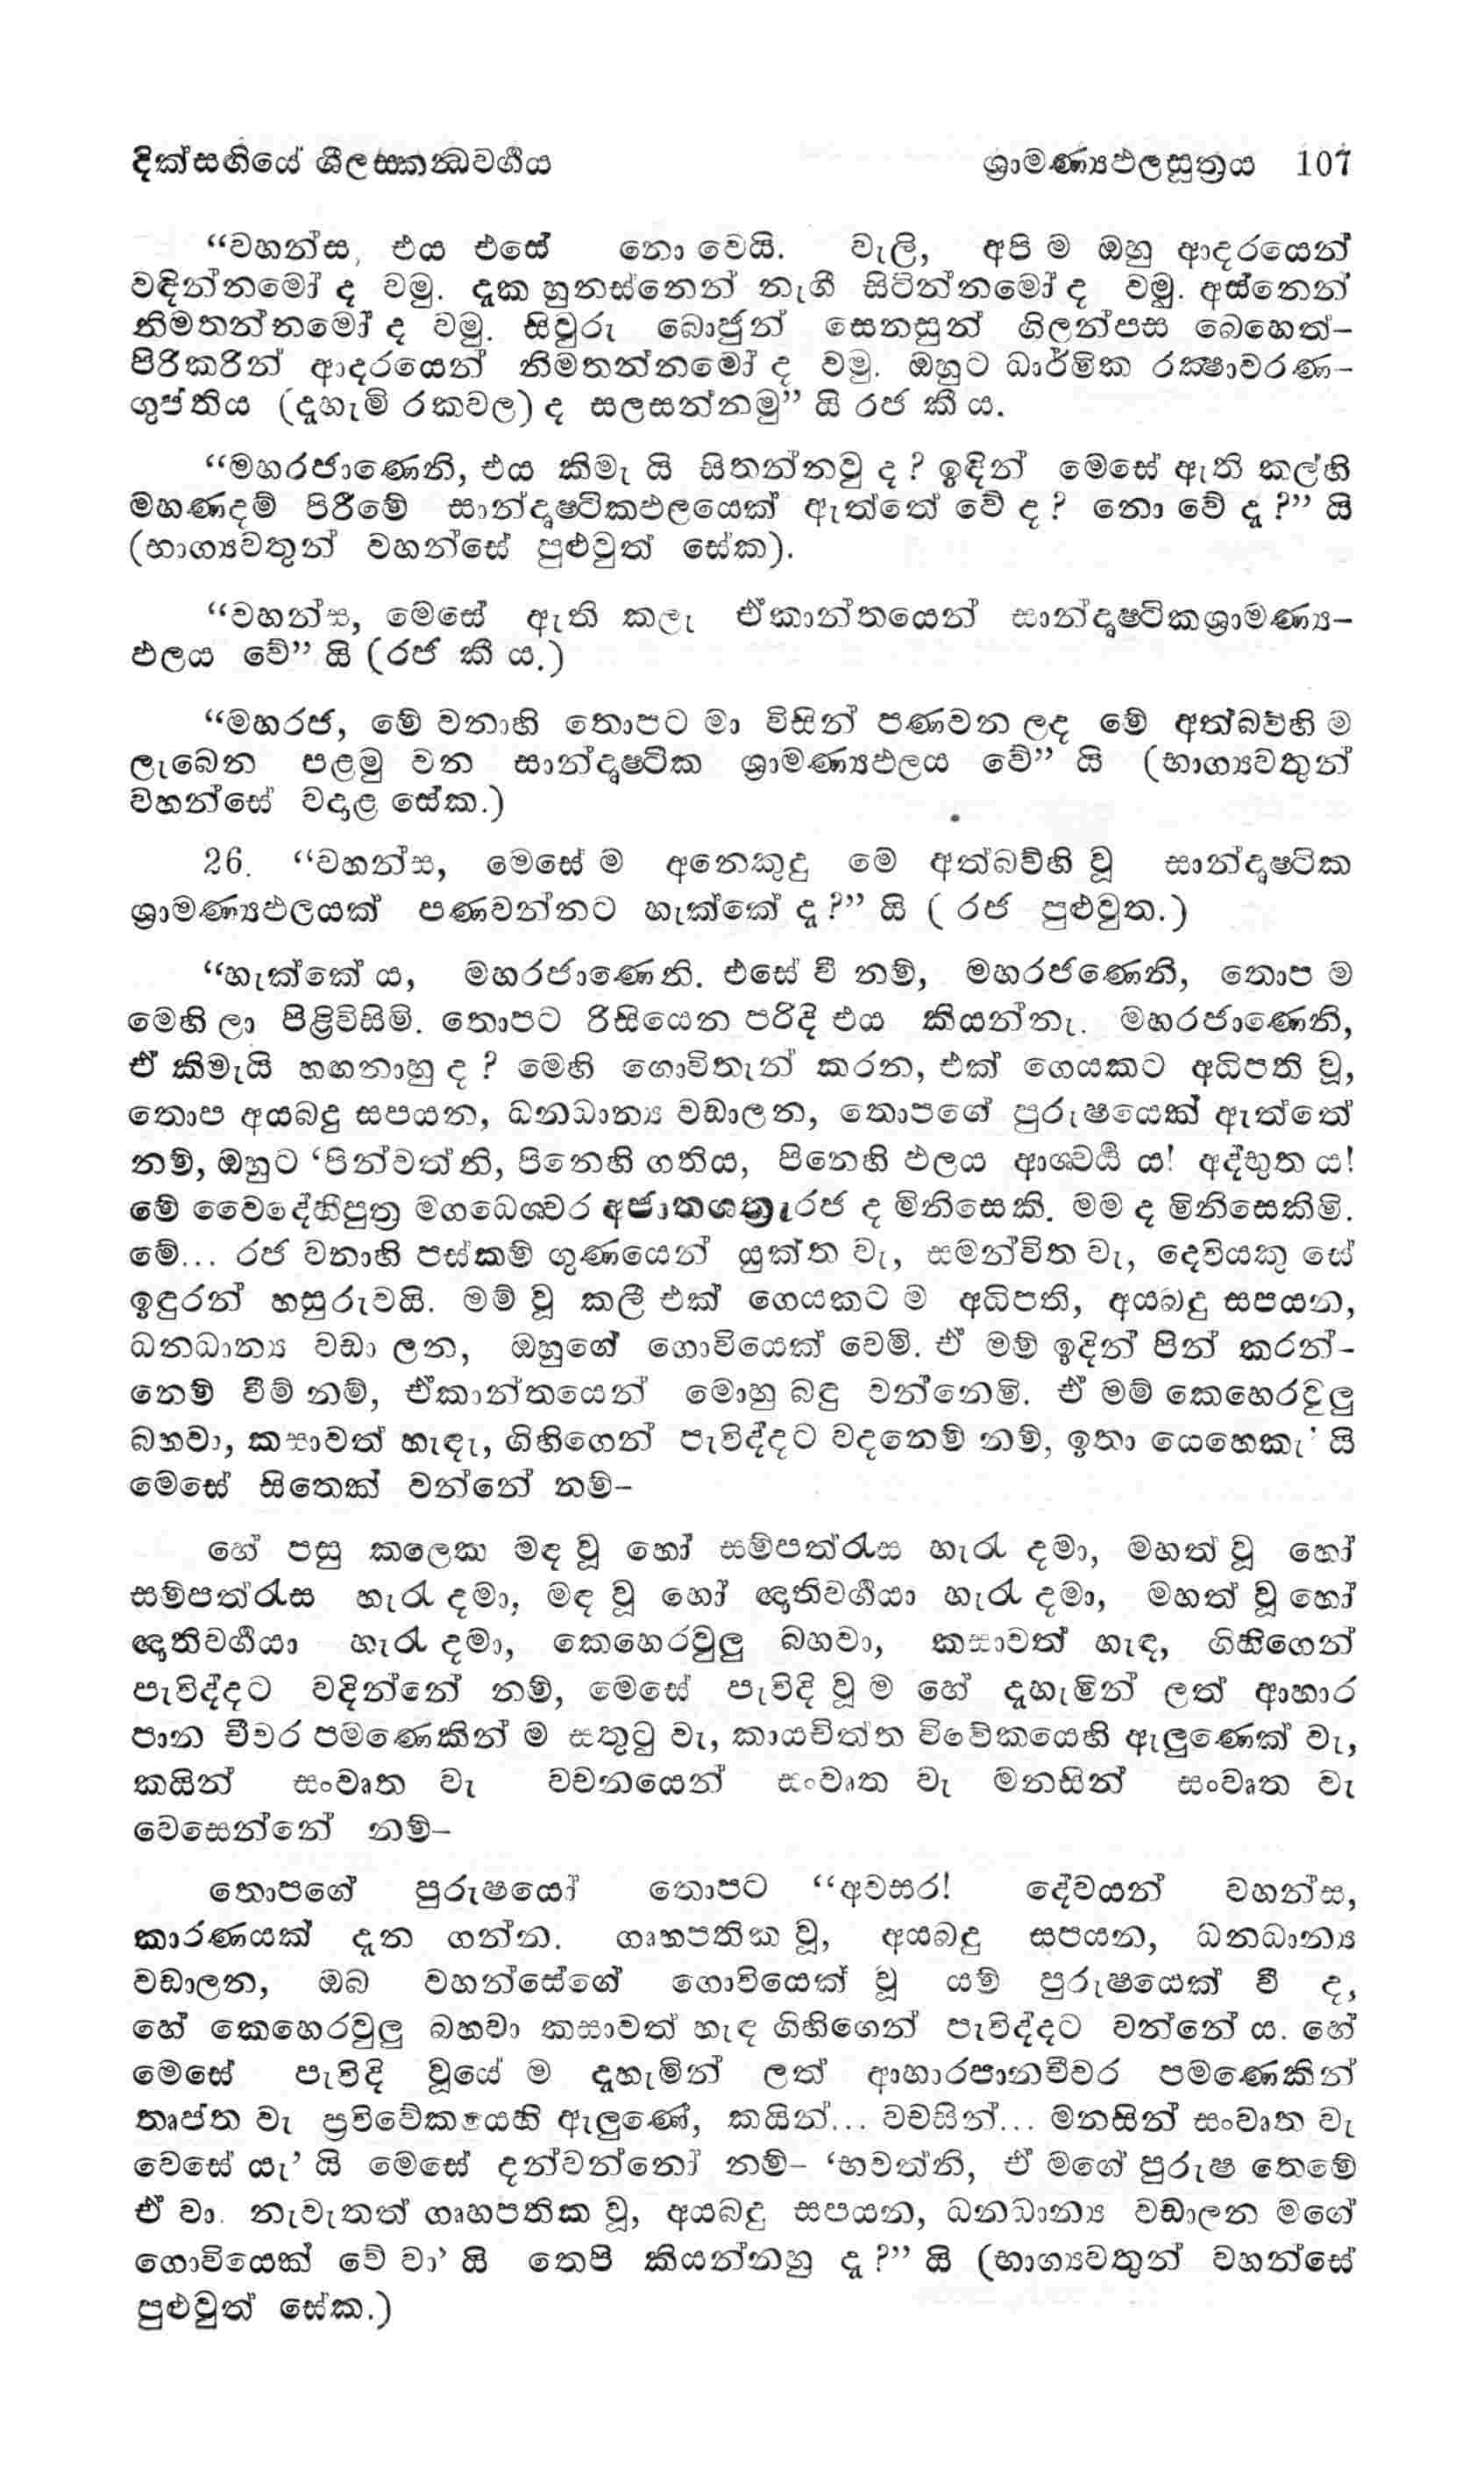 දික්සඟියේ ශීලස්කන්ධවර්ගය ශ්‍රාමණ්‍යඵලසූත්‍රය 107
“වහන්ස, එය එසේ නො වෙයි. වැලි, අපි ම ඔහු ආදරයෙන්
වඳින්නමෝ ද වමු. දැක හුනස්නෙන් නැගී සිටින්නමෝ ද වමු. අස්නෙන්
නිමතන්නමෝ ද වමු. සිවුරු බොජුන් සෙනසුන් ගිලන්පස බෙහෙත්-
පිරිකරින් ආදරයෙන් නිමතන්නමෝ ද වමු. ඔහුට ධාර්මික රක්‍ෂාවරණ-
ගුප්තිය (දැහැමි රකවල) ද සලසන්නමු” යි රජ කී ය.
“මහරජාණෙනි, එය කිමැ යි සිතන්නවු ද? ඉඳින් මෙසේ ඇති කල්හි
මහණදම් පිරීමේ සාන්දෘෂ්ටිකඵලයෙක් ඇත්තේ වේ ද? නො වේ දැ?” යි
(භාග්‍යවතුන් වහන්සේ පුළුවුත් සේක).
“වහන්ස, මෙසේ ඇති කලැ ඒකාන්තයෙන් සාන්දෘෂ්ටිකශ්‍රාමණ්‍ය-
ඵලය වේ” යි (රජ කී ය.)
“මහරජ, මේ වනාහි තොපට මා විසින් පණවන ලද මේ අත්බව්හි ම
ලැබෙන පළමු වන සාන්දෘෂ්ටික ශ්‍රාමණ්‍යඵලය වේ” යි (භාග්‍යවතුන්
වහන්සේ වදාළ සේක.)
26. “වහන්ස, මෙසේ ම අනෙකුදු මේ අත්බව්හි වූ සාන්දෘෂ්ටික
ශ්‍රාමණ්‍යඵලයක් පණවන්නට හැක්කේ දැ?” යි ( රජ පුළුවුත.)
“හැක්කේ ය, මහරජාණෙනි. එසේ වී නම්, මහරජණෙනි, තොප ම
මෙහි ලා පිළිවිසිමි. තොපට රිසියෙන පරිදි එය කියන්නැ. මහරජාණෙනි,
ඒ කිමැයි හඟනාහු ද? මෙහි ගොවිතැන් කරන, එක් ගෙයකට අධිපති වූ,
තොප අයබදු සපයන, ධනධාන්‍ය වඩාලන, තොපගේ පුරුෂයෙක් ඇත්තේ
නම්, ඔහුට ‘පින්වත්නි, පිනෙහි ගතිය, පිනෙහි ඵලය ආශ්චර්ය ය! අද්භුත ය!
මේ වෛදේහිපුත්‍ර මගධෙශ්වර අජාතශත්‍රැරජ ද මිනිසෙකි. මම ද මිනිසෙකිමි.
මේ... රජ වනාහි පස්කම් ගුණයෙන් යුක්ත වැ, සමන්විත වැ, දෙවියකු සේ
ඉඳුරන් හසුරුවයි. මම් වූ කලී එක් ගෙයකට ම අධිපති, අයබදු සපයන,
ධනධාන්‍ය වඩා ලන, ඔහුගේ ගොවියෙක් වෙමි. ඒ මම් ඉදින් පින් කරන්-
නෙම් වීම් නම්, ඒකාන්තයෙන් මොහු බඳු වන්නෙමි. ඒ මම් කෙහෙරවුලු
බහවා, කසාවත් හැඳැ, ගිහිගෙන් පැවිද්දට වදනෙම් නම්, ඉතා යෙහෙකැ’ යි
මෙසේ සිතෙක් වන්නේ නම්-
හේ පසු කලෙක මඳ වූ හෝ සම්පත්රැස හැරැ දමා, මහත් වූ හෝ
සම්පත්රැස හැරැ දමා, මඳ වූ හෝ ඥාතිවර්ගයා හැරැ දමා, මහත් වූ හෝ
ඥාතිවර්ගයා හැරැ දමා, කෙහෙරවුලු බහවා, කසාවත් හැඳ, ගිහිගෙන්
පැවිද්දට වදින්නේ නම්, මෙසේ පැවිදි වූ ම හේ දැහැමින් ලත් ආහාර
පාන චීවර පමණෙකින් ම සතුටු වැ, කායචිත්ත විවේකයෙහි ඇලුණෙක් වැ,
කයින් සංවෘත වැ වචනයෙන් සංවෘත වැ මනසින් සංවෘත වැ
වෙසෙන්නේ නම්-
තොපගේ පුරුෂයෝ තොපට “අවසර! දේවයන් වහන්ස,
කාරණයක් දැන ගන්න. ගෘහපතික වූ, අයබදු සපයන, ධනධාන්‍ය
වඩාලන, ඔබ වහන්සේගේ ගොවියෙක් වූ යම් පුරුෂයෙක් වී ද,
හේ කෙහෙරවුලු බහවා කසාවත් හැඳ ගිහිගෙන් පැවිද්දට වන්නේ ය. හේ
මෙසේ පැවිදි වූයේ ම දැහැමින් ලත් ආහාරපානචීවර පමණෙකින්
තෘප්ත වැ ප්‍රවිවේකයෙහි ඇලුණේ, කයින්... වචසින්... මනසින් සංවෘත වැ
වෙසේ යැ’ යි මෙසේ දන්වන්නෝ නම්- ‘භවත්නි, ඒ මගේ පුරුෂ තෙමේ
ඒ වා. නැවැතත් ගෘහපතික වූ, අයබදු සපයන, ධනධාන්‍ය වඩාලන මගේ
ගොවියෙක් වේ වා’ යි තෙපි කියන්නහු දැ?” යි (භාග්‍යවතුන් වහන්සේ
පුළුවුත් සේක.)